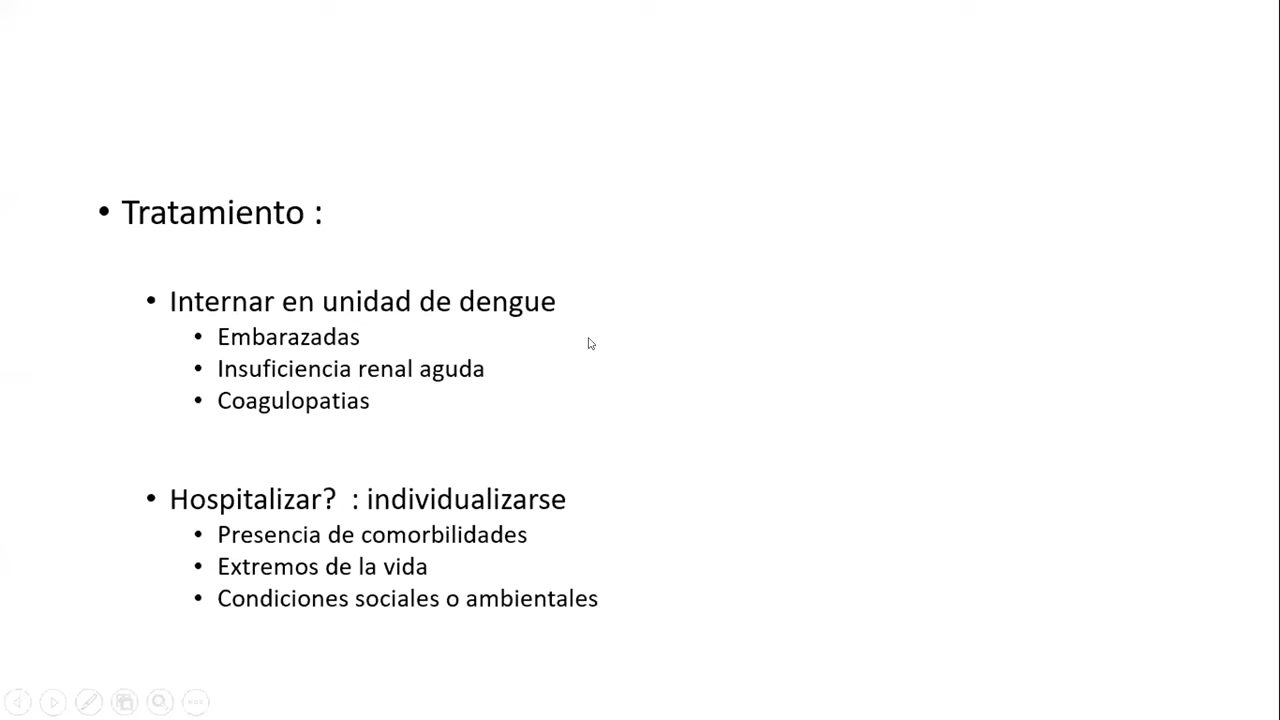 • Tratamiento :
• Internar en unidad de dengue
• Embarazadas
• Insuficiencia renal aguda
• Coagulopatias
• Hospitalizar?  : individualizarse
• Presencia de comorbilidades
• Extremos de la vida
• Condiciones sociales o ambientales